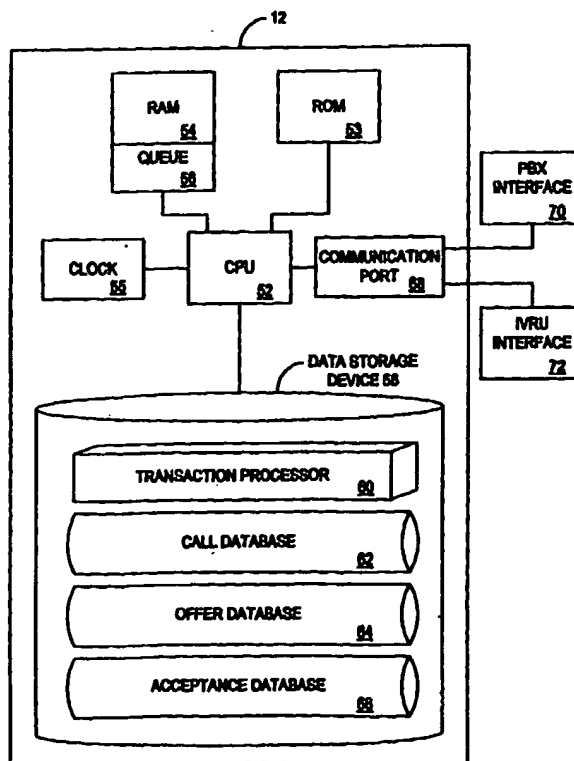 12
RAM
54
QUEUE
56
ROM
53
PBX
INTERFACE
70
CLOCK
55
CPU
52
COMMUNICATION
PORT
68
IVRU
INTERFACE
72
DATA STORAGE
DEVICE 58
TRANSACTION PROCESSOR
60
CALL DATABASE
62
OFFER DATABASE
64
ACCEPTANCE DATABASE
66